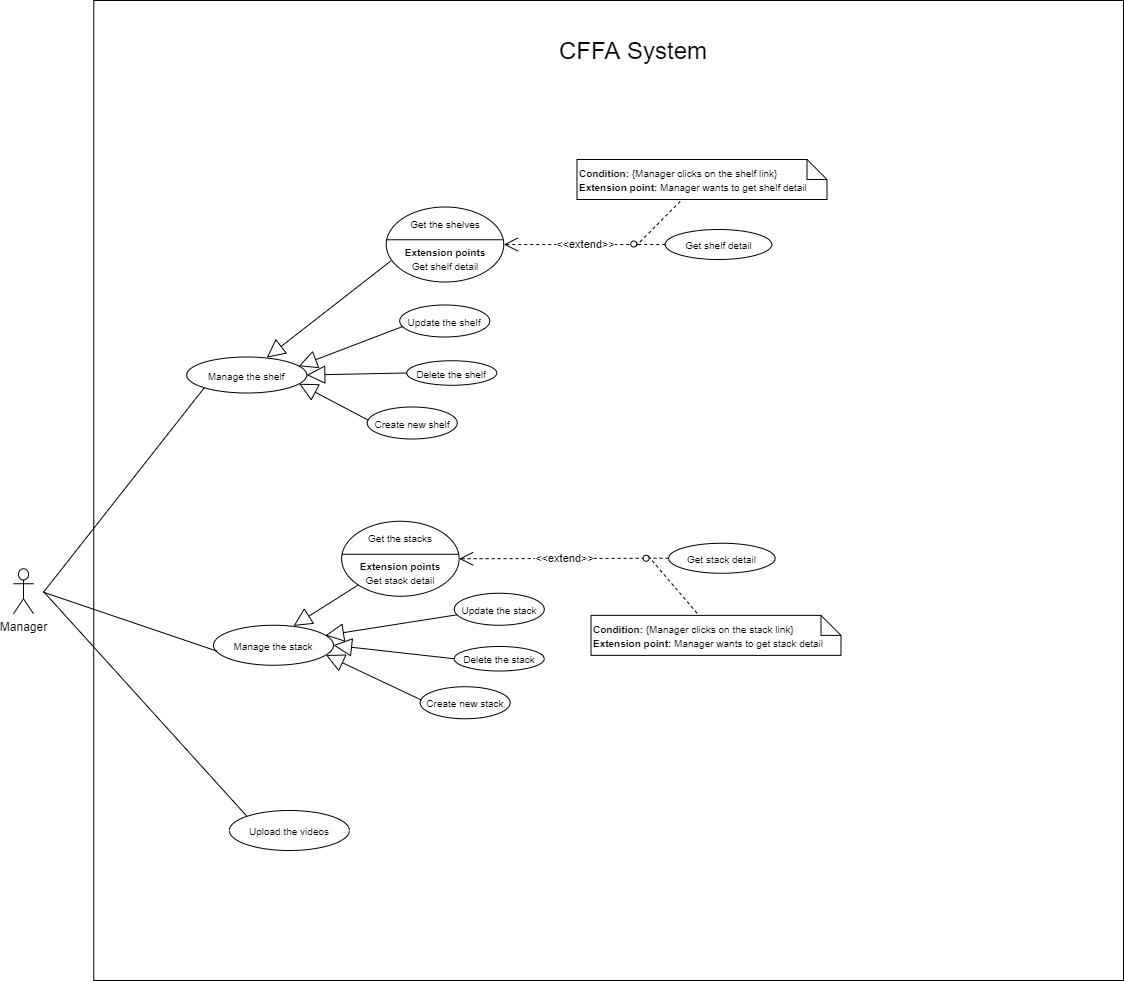 CFFA System
Condition: {Manager clicks on the shelf link}
Extension point: Manager wants to get shelf detail
Get the shelves
Extension points
Get shelf detail
<<extend>>
Get shelf detail
Update the shelf
Manage the shelf
Delete the shelf
Create new shelf
Get the stacks
Extension points
Get stack detail
<<extend>>
Get stack detail
Manager
Update the stack
Condition: {Manager clicks on the stack link}
Extension point: Manager wants to get stack detail
Manage the stack
Delete the stack
Create new stack
Upload the videos